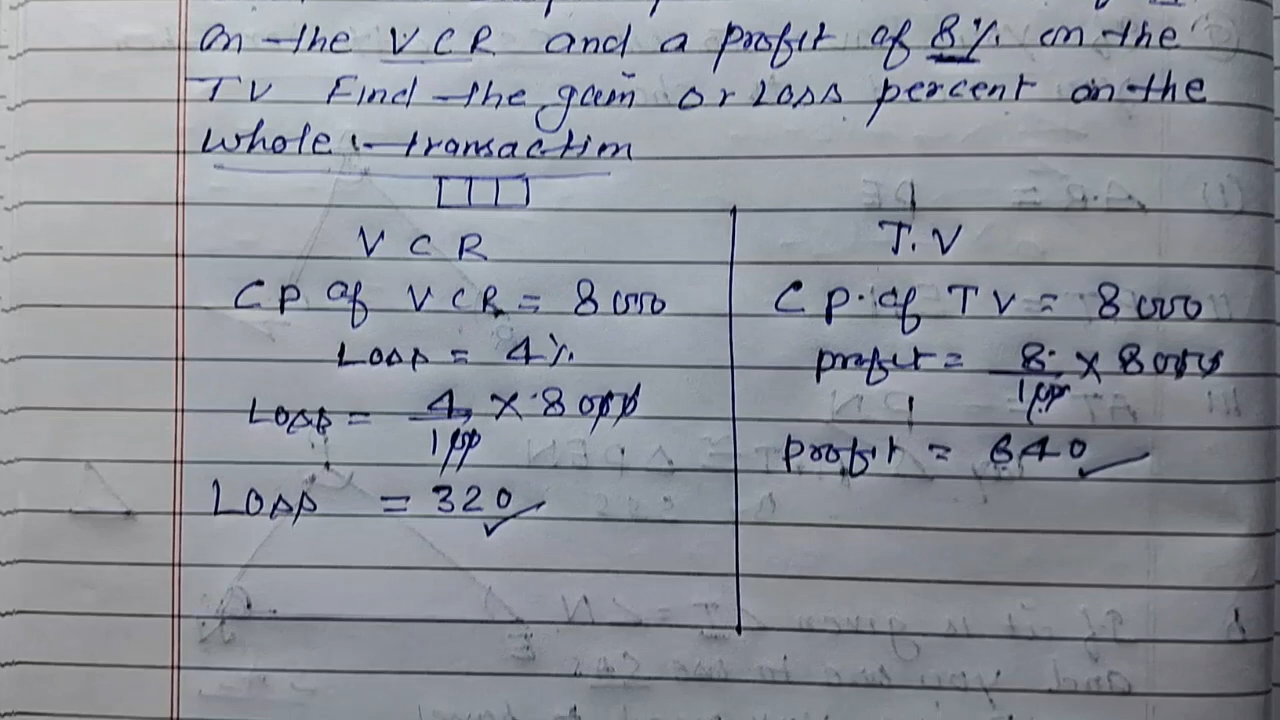 on the VCR and a profit of 8% on the
TV Find the gain or Loss percent on the
whole transaction
VCR
CP of VCR = 8000
Loss = 4%
Loss = 4/100 × 8000
Loss = 320
T.V
CP. of TV = 8000
profit = 8/100 × 8000
profit = 640